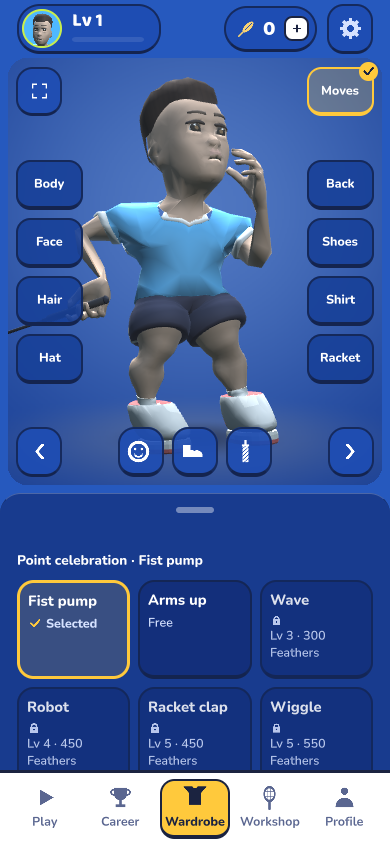 Lv 1
0
+
Moves
Body
Back
Face
Shoes
Hair
Shirt
Hat
Racket
Point celebration · Fist pump
Fist pump
Selected
Arms up
Free
Wave
Lv 3 · 300
Feathers
Robot
Lv 4 · 450
Feathers
Racket clap
Lv 5 · 450
Feathers
Wiggle
Lv 5 · 550
Feathers
Play
Career
Wardrobe
Workshop
Profile